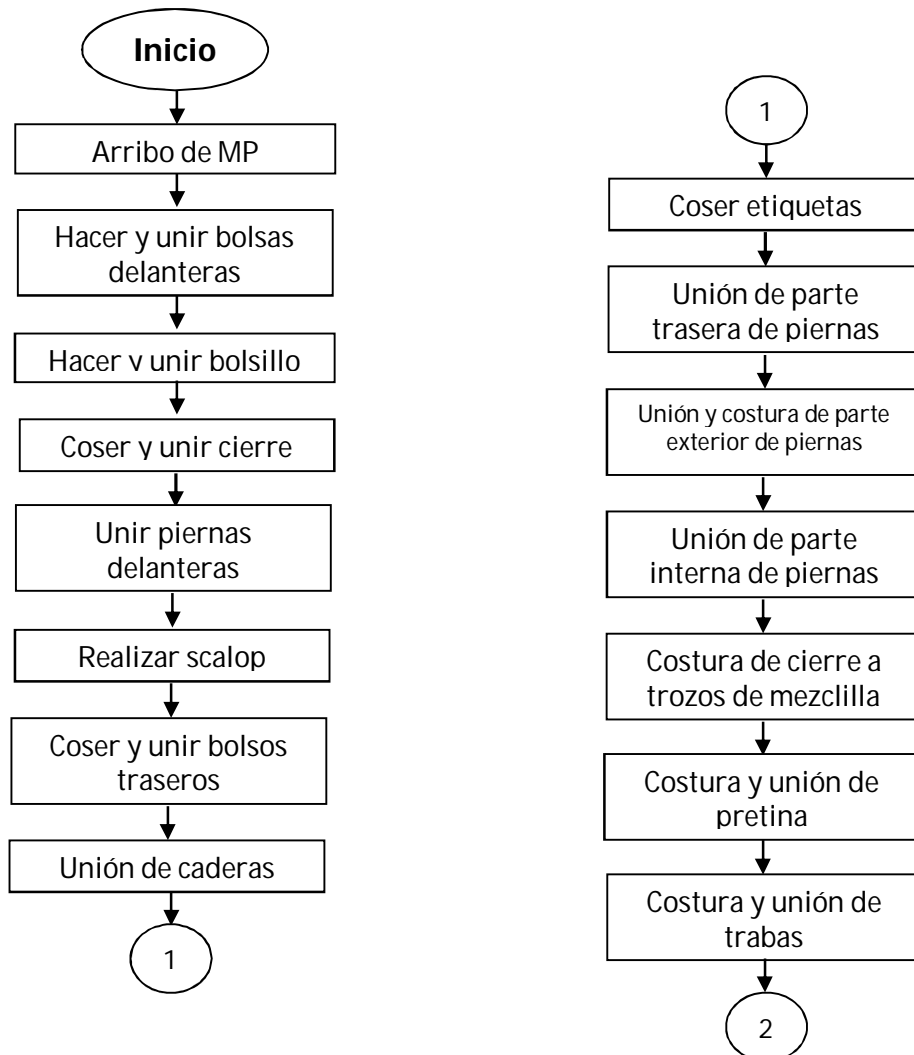 Inicio
Arribo de MP
Hacer y unir bolsas
delanteras
Hacer y unir bolsillo
Coser y unir cierre
Unir piernas
delanteras
Realizar scalop
Coser y unir bolsos
traseros
Unión de caderas
1
1
Coser etiquetas
Unión de parte
trasera de piernas
Unión y costura de parte
exterior de piernas
Unión de parte
interna de piernas
Costura de cierre a
trozos de mezclilla
Costura y unión de
pretina
Costura y unión de
trabas
2